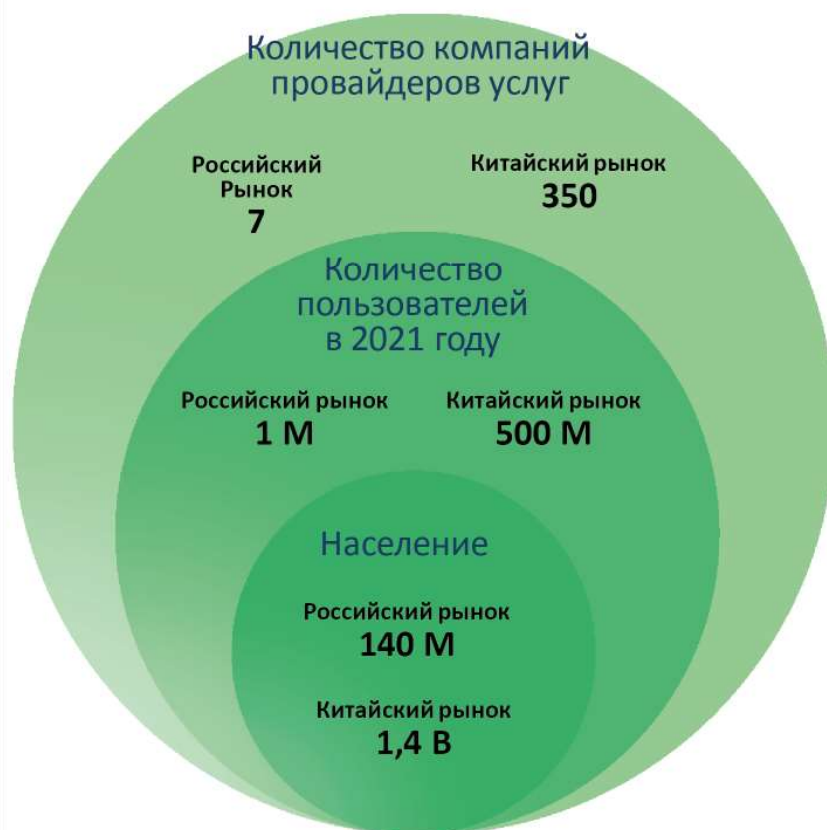 Количество компаний
провайдеров услуг
Российский
Рынок
7
Китайский рынок
350
Количество
пользователей
в 2021 году
Российский рынок
1 М
Китайский рынок
500 М
Население
Российский рынок
140 М
Китайский рынок
1,4 В